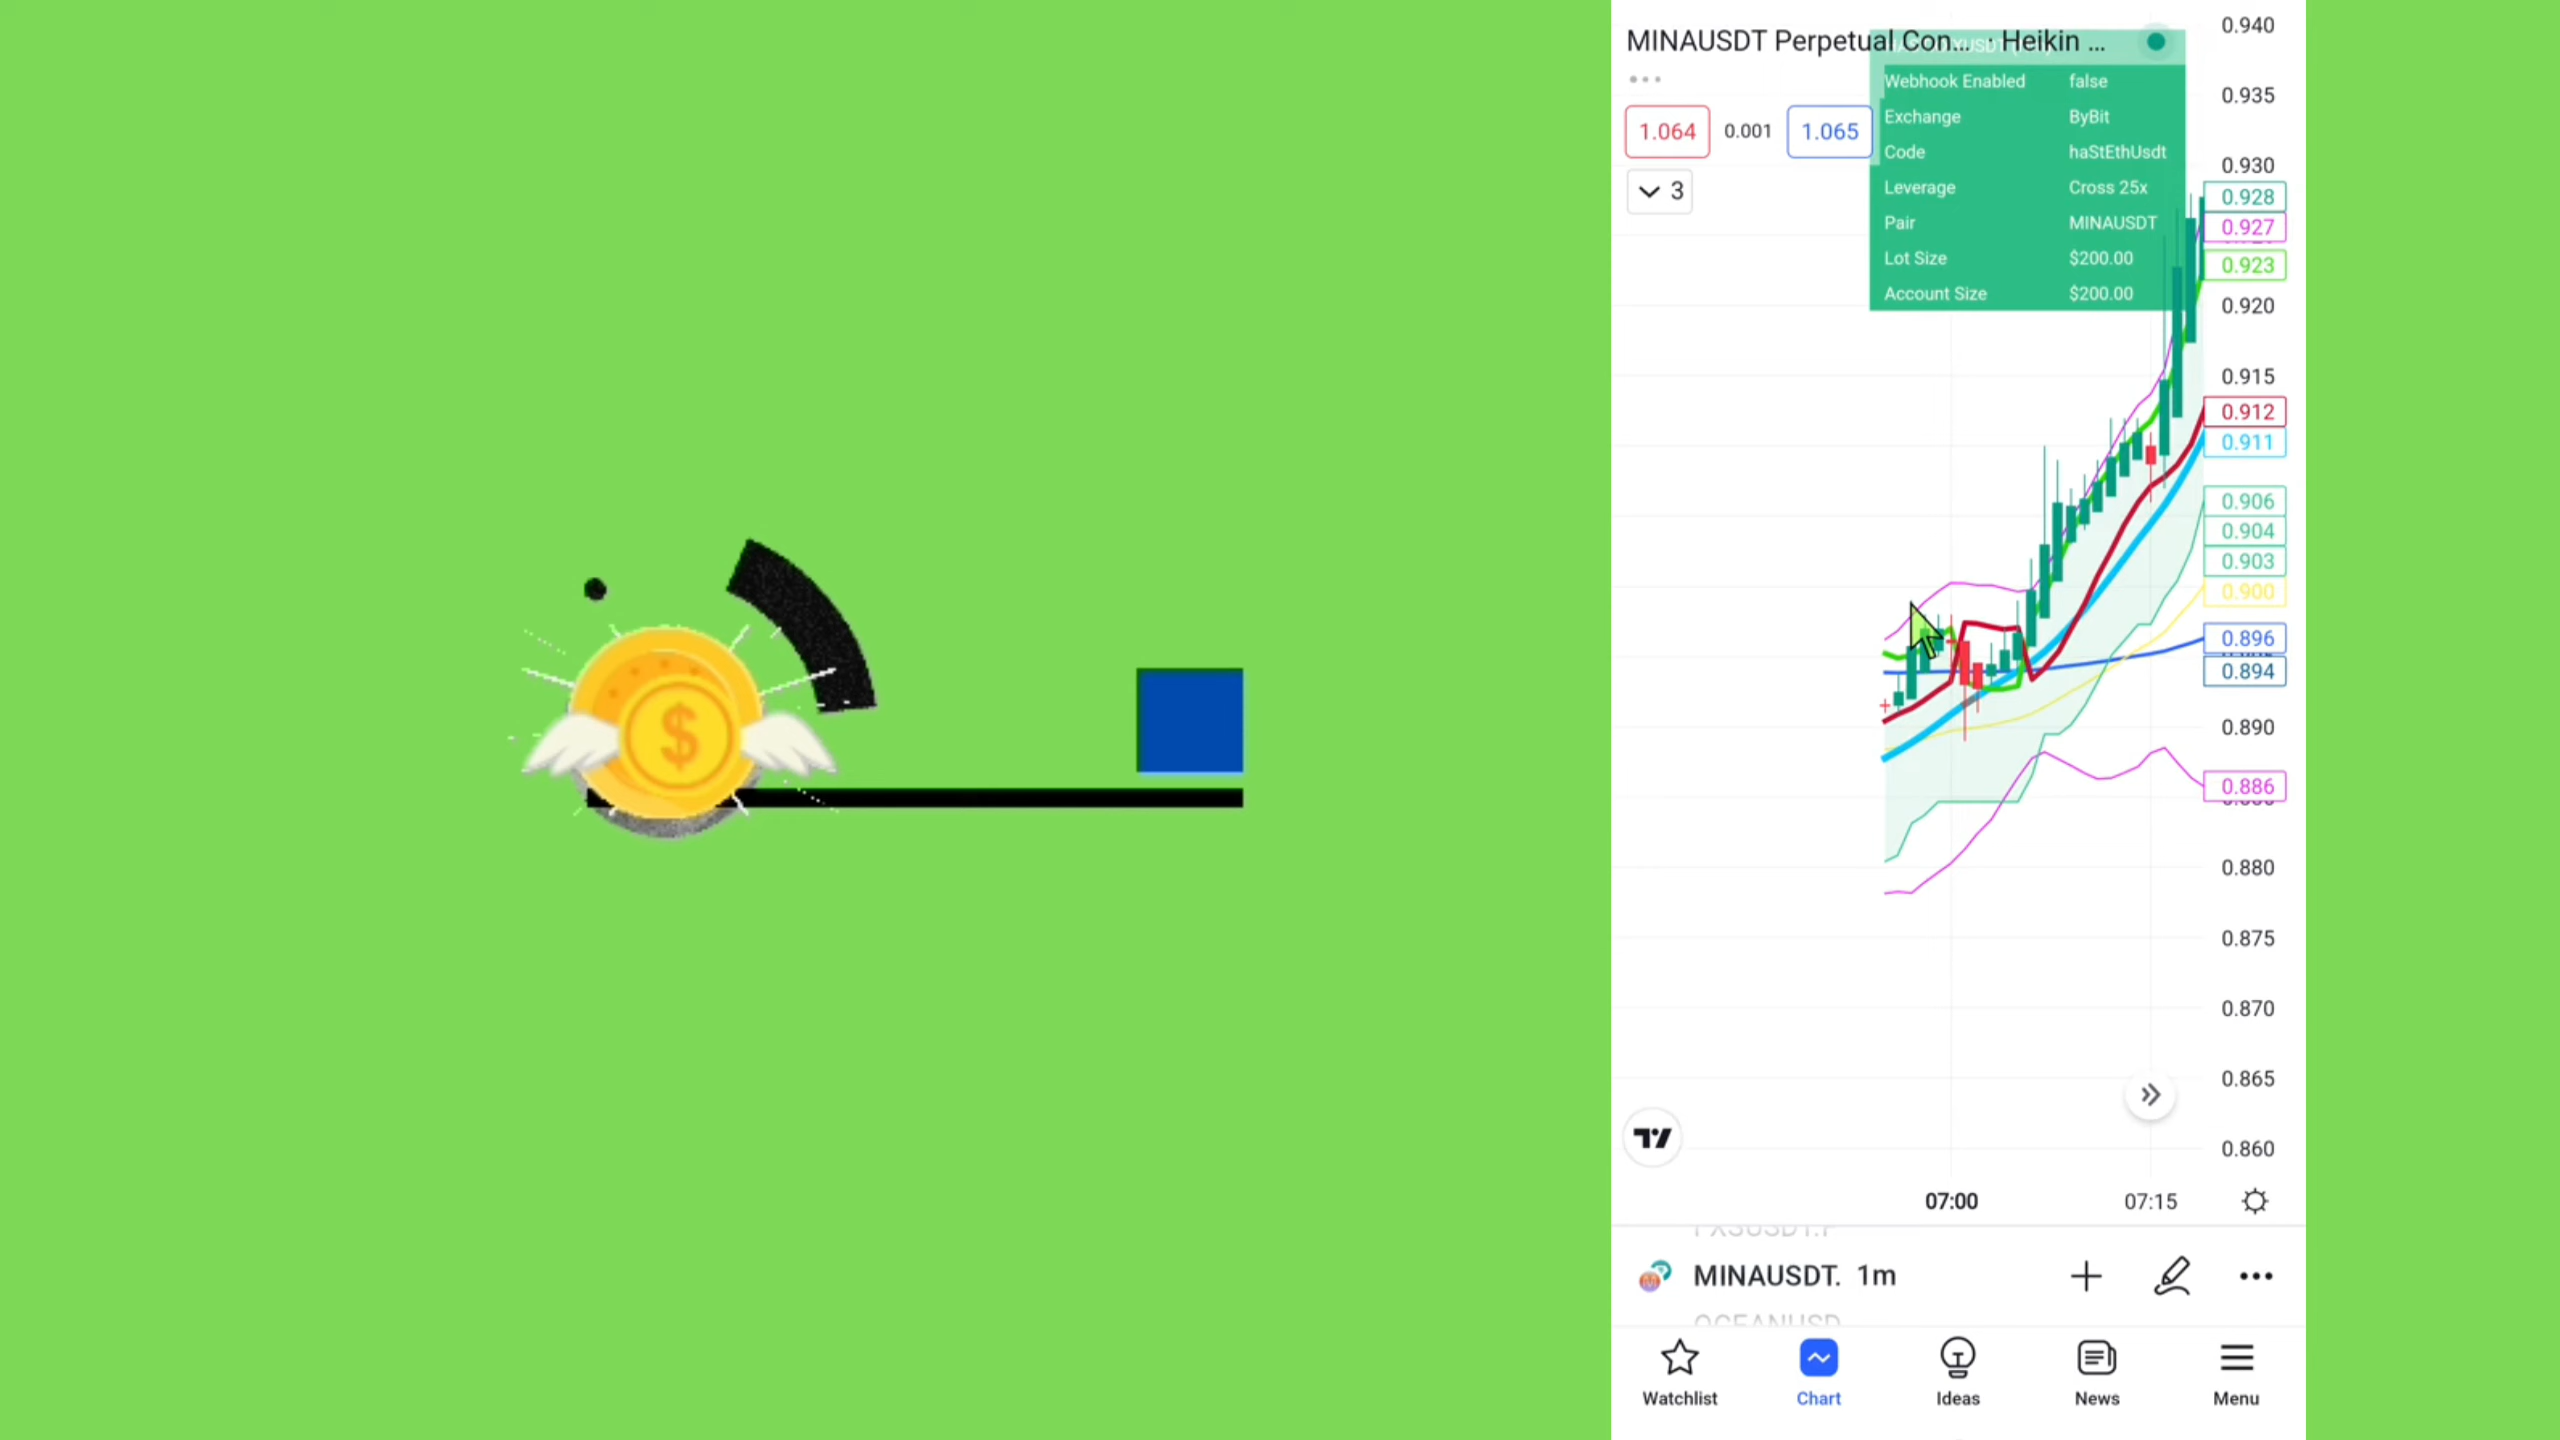 $
MINAUSDT Perpetual Con... · Heikin ...
Webhook Enabled false
Exchange ByBit
Code haStEthUsdt
Leverage Cross 25x
Pair MINAUSDT
Lot Size $200.00
Account Size $200.00
1.064 0.001 1.065
3
0.940
0.935
0.930
0.928
0.927
0.923
0.920
0.915
0.912
0.911
0.906
0.904
0.903
0.900
0.896
0.894
0.890
0.886
0.880
0.875
0.870
0.865
0.860
07:00 07:15
MINAUSDT. 1m
Watchlist Chart Ideas News Menu